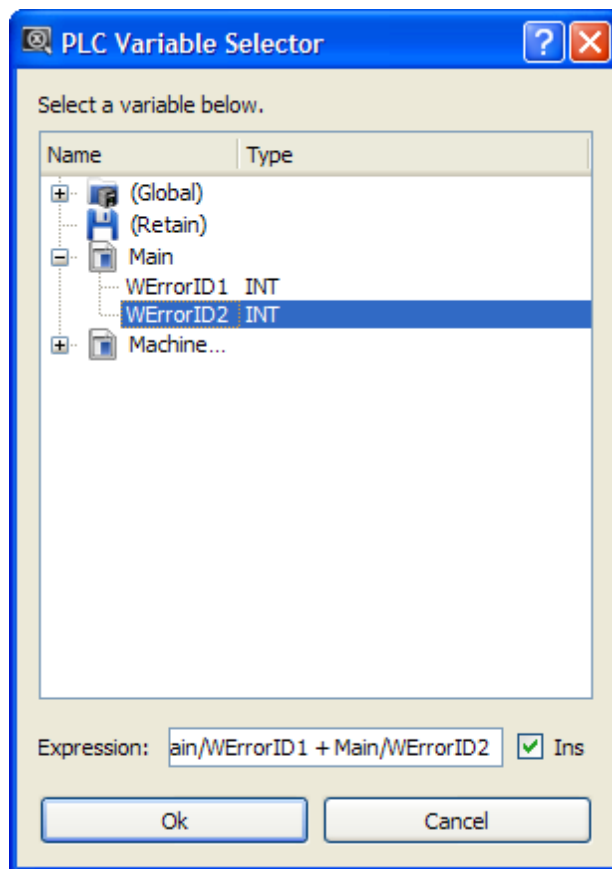 PLC Variable Selector
Select a variable below.
Name Type
(Global)
(Retain)
Main
WErrorID1 INT
WErrorID2 INT
Machine...
Expression: ain/WErrorID1 + Main/WErrorID2 Ins
Ok Cancel